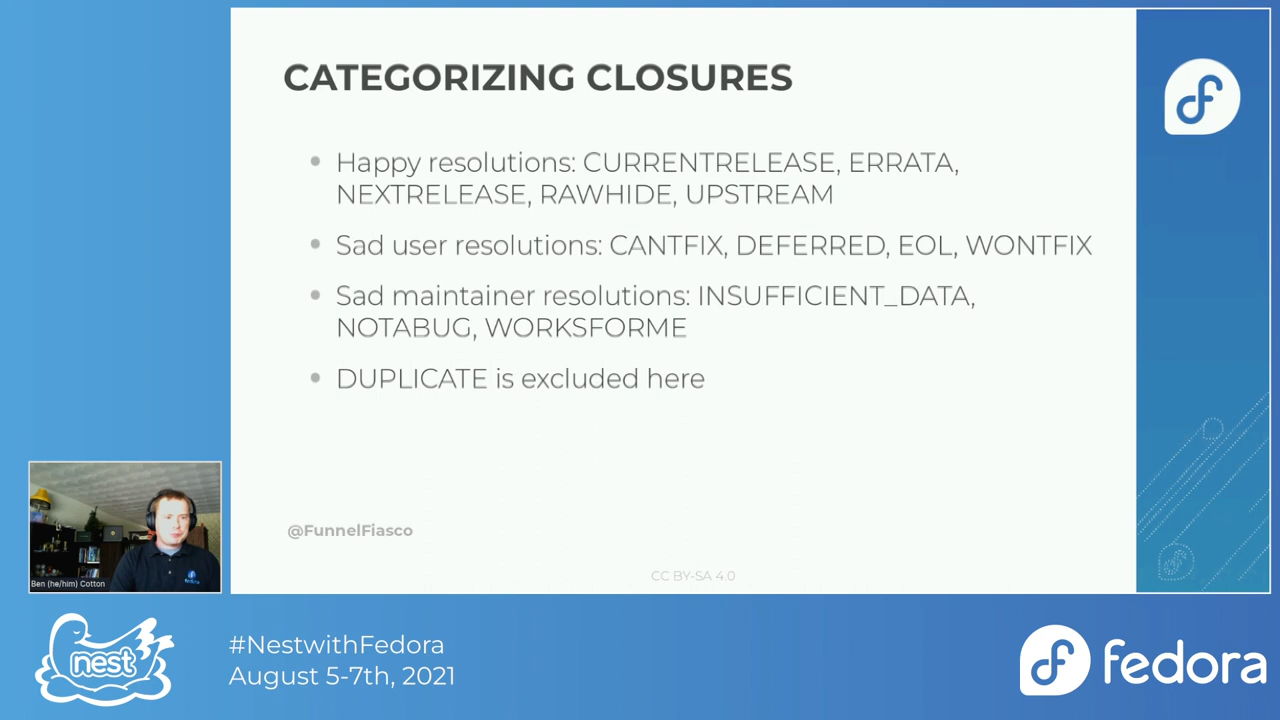 CATEGORIZING CLOSURES
Happy resolutions: CURRENTRELEASE, ERRATA,
NEXTRELEASE, RAWHIDE, UPSTREAM
Sad user resolutions: CANTFIX, DEFERRED, EOL, WONTFIX
Sad maintainer resolutions: INSUFFICIENT_DATA,
NOTABUG, WORKSFORME
DUPLICATE is excluded here
@FunnelFiasco
CC BY-SA 4.0
fedora
Ben (he/him) Cotton
nest
#NestwithFedora
August 5-7th, 2021
fedora